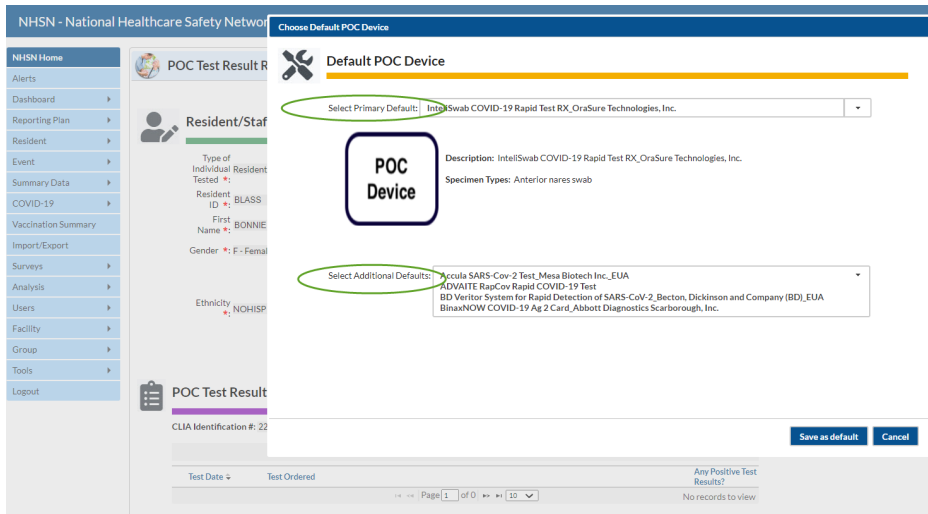 NHSN - National Healthcare Safety Networ
Choose Default POC Device
NHSN Home
Alerts
Dashboard
Reporting Plan
Resident
Event
Summary Data
COVID-19
Vaccination Summary
Import/Export
Surveys
Analysis
Users
Facility
Group
Tools
Logout
POC Test Result R
Resident/Staf
Type of
Individual Resident
Tested *:
Resident
ID *: BLASS
First
Name *: BONNIE
Gender *: F - Femal
Ethnicity
*: NOHISP
POC Test Result
CLIA Identification #: 22
Test Date
Test Ordered
Any Positive Test
Results?
Page 1 of 0
10
No records to view
Default POC Device
Select Primary Default: InteliSwab COVID-19 Rapid Test RX_OraSure Technologies, Inc.
POC
Device
Description: InteliSwab COVID-19 Rapid Test RX_OraSure Technologies, Inc.
Specimen Types: Anterior nares swab
Select Additional Defaults: Accula SARS-Cov-2 Test_Mesa Biotech Inc._EUA
ADVAITE RapCov Rapid COVID-19 Test
BD Veritor System for Rapid Detection of SARS-CoV-2_Becton, Dickinson and Company (BD)_EUA
BinaxNOW COVID-19 Ag 2 Card_Abbott Diagnostics Scarborough, Inc.
Save as default
Cancel